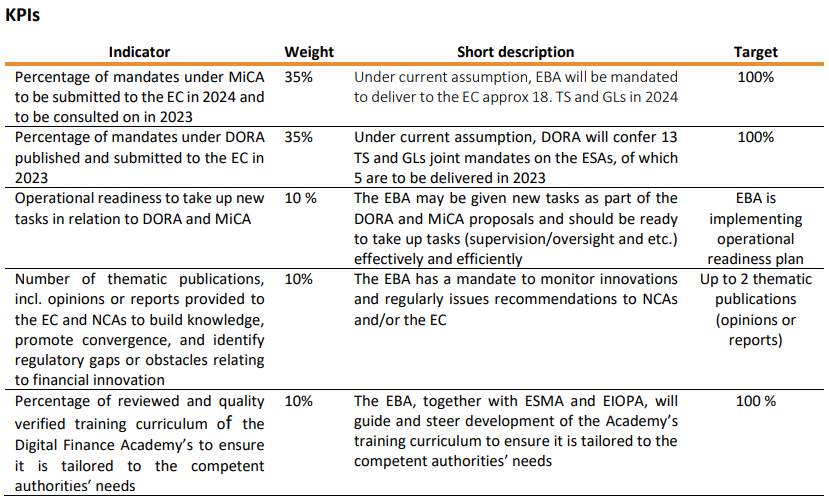 KPIs
Indicator Weight Short description Target
Percentage of mandates under MiCA 35% Under current assumption, EBA will be mandated 100%
to be submitted to the EC in 2024 and to deliver to the EC approx 18. TS and GLs in 2024
to be consulted on in 2023
Percentage of mandates under DORA 35% Under current assumption, DORA will confer 13 100%
published and submitted to the EC in TS and GLs joint mandates on the ESAs, of which
2023 5 are to be delivered in 2023
Operational readiness to take up new 10 % The EBA may be given new tasks as part of the EBA is
tasks in relation to DORA and MiCA DORA and MiCA proposals and should be ready implementing
to take up tasks (supervision/oversight and etc.) operational
effectively and efficiently readiness plan
Number of thematic publications, 10% The EBA has a mandate to monitor innovations Up to 2 thematic
incl. opinions or reports provided to and regularly issues recommendations to NCAs publications
the EC and NCAs to build knowledge, and/or the EC (opinions or
promote convergence, and identify reports)
regulatory gaps or obstacles relating
to financial innovation
Percentage of reviewed and quality 10% The EBA, together with ESMA and EIOPA, will 100 %
verified training curriculum of the guide and steer development of the Academy's
Digital Finance Academy's to ensure training curriculum to ensure it is tailored to the
it is tailored to the competent competent authorities' needs
authorities' needs